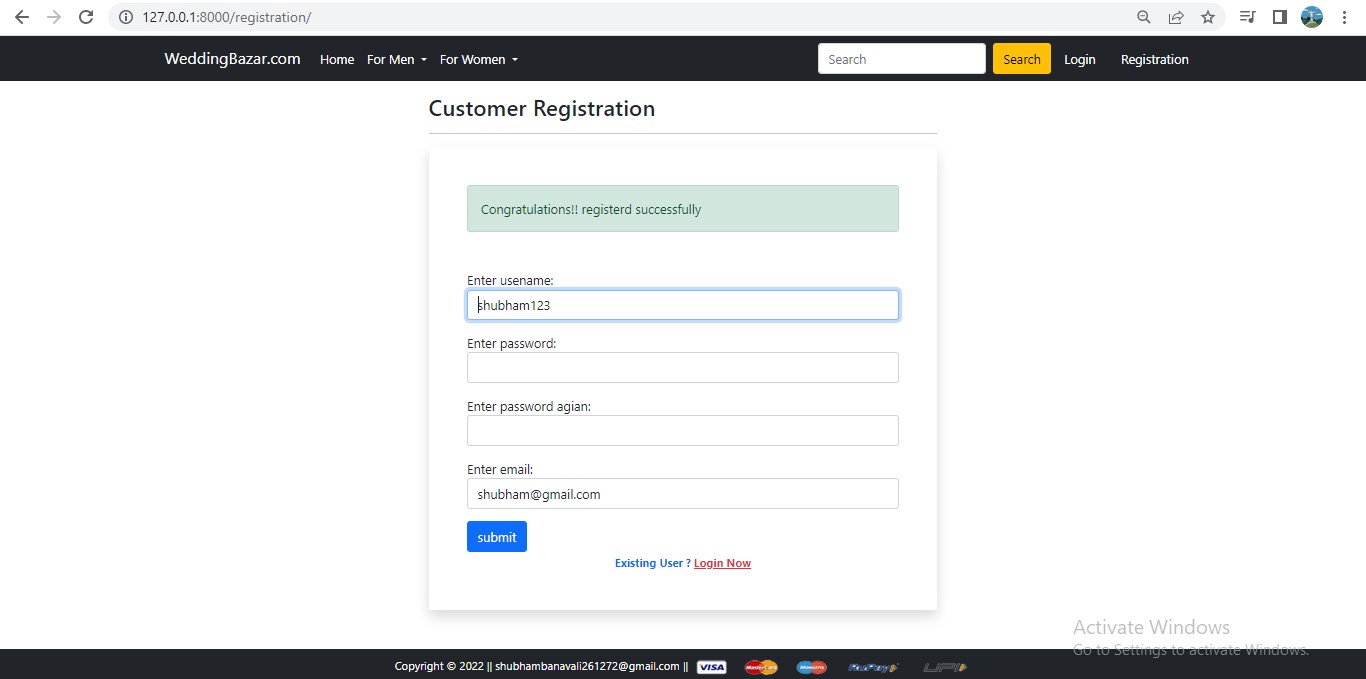 127.0.0.1:8000/registration/
WeddingBazar.com Home For Men For Women Search Search Login Registration
Customer Registration
Congratulations!! registerd successfully
Enter usename:
shubham123
Enter password:
Enter password agian:
Enter email:
shubham@gmail.com
submit
Existing User ? Login Now
Activate Windows
Go to Settings to activate Windows.
Copyright © 2022 || shubhambanavali261272@gmail.com || VISA MasterCard Maestro RuPay UPI